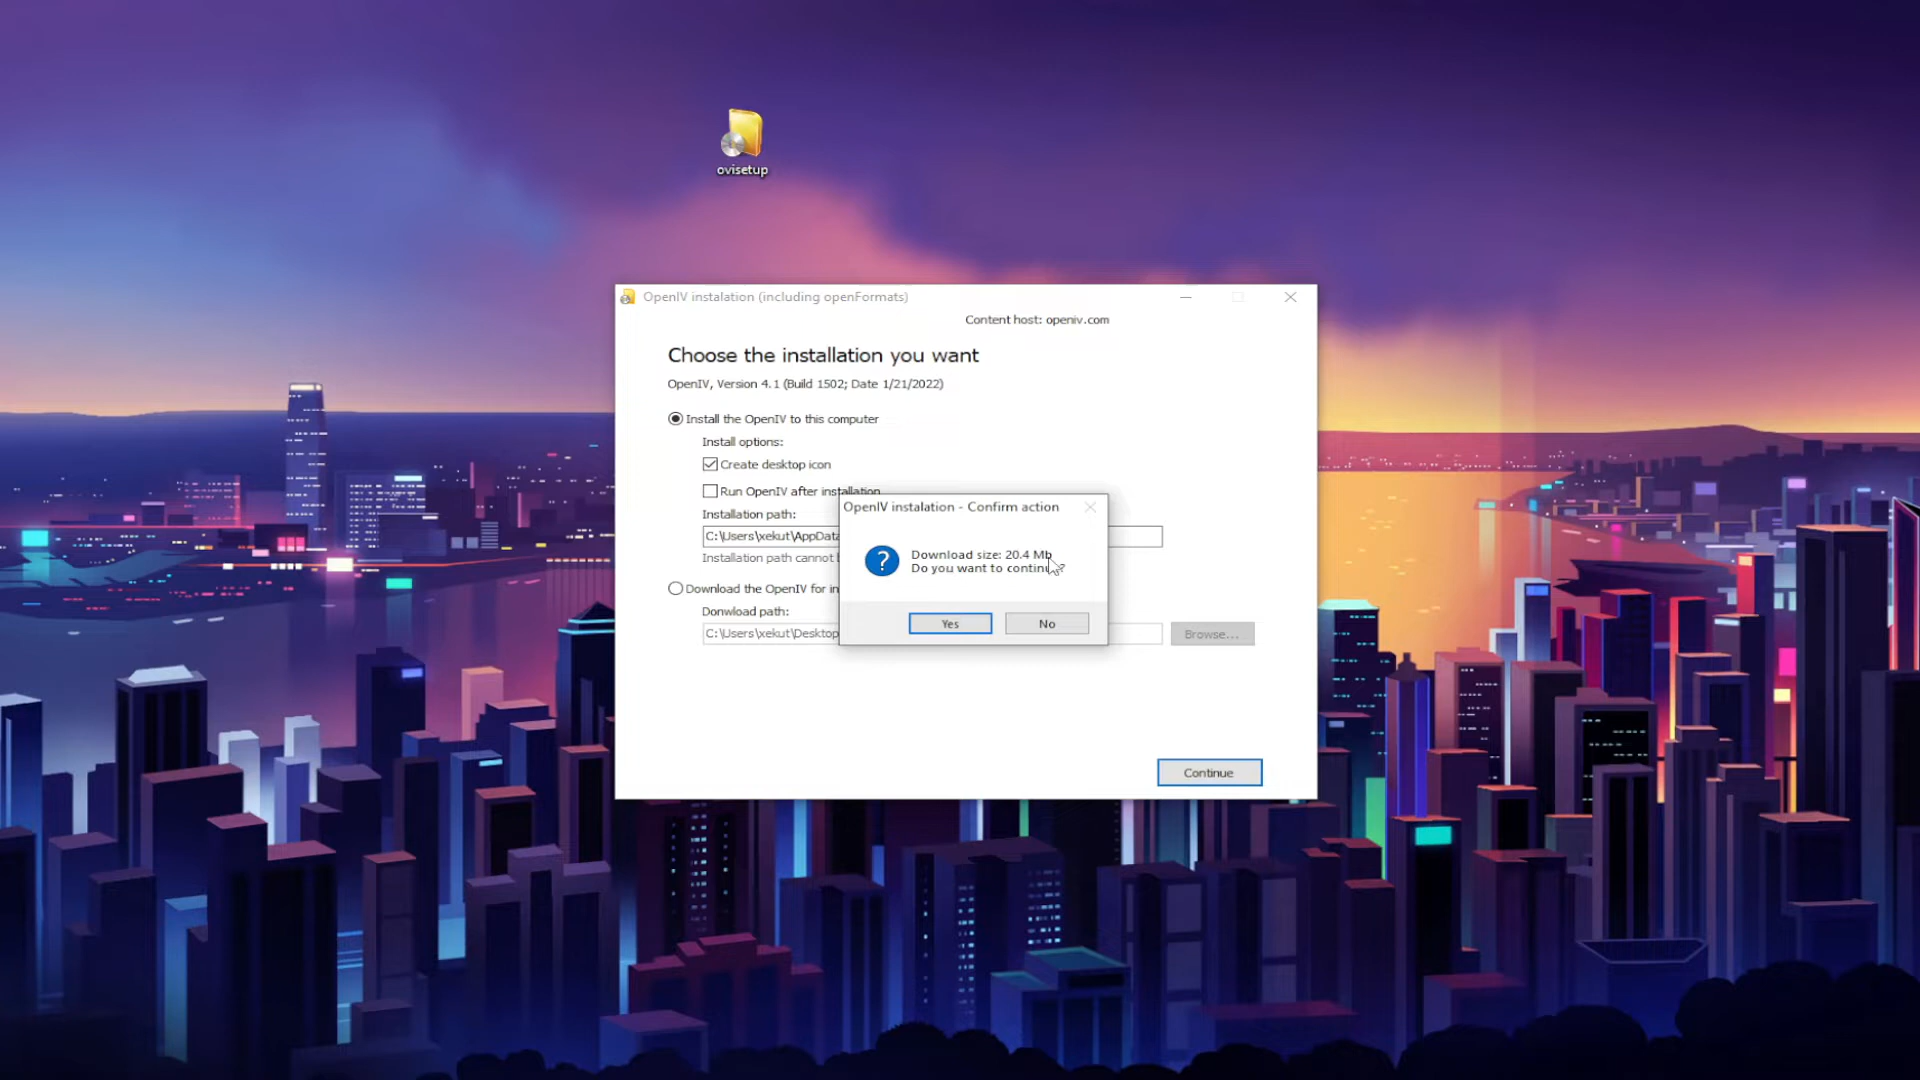 ovisetup
OpenIV instalation (including openFormats)
Content host: openiv.com
Choose the installation you want
OpenIV, Version 4.1 (Build 1502; Date 1/21/2022)
Install the OpenIV to this computer
Install options:
Create desktop icon
Run OpenIV after installation
Installation path:
C:\Users\xekut\AppData
Installation path cannot b
Download the OpenIV for in
Donwload path:
C:\Users\xekut\Desktop
Browse...
OpenIV instalation - Confirm action
?
Download size: 20.4 Mb
Do you want to continue?
Yes
No
Continue